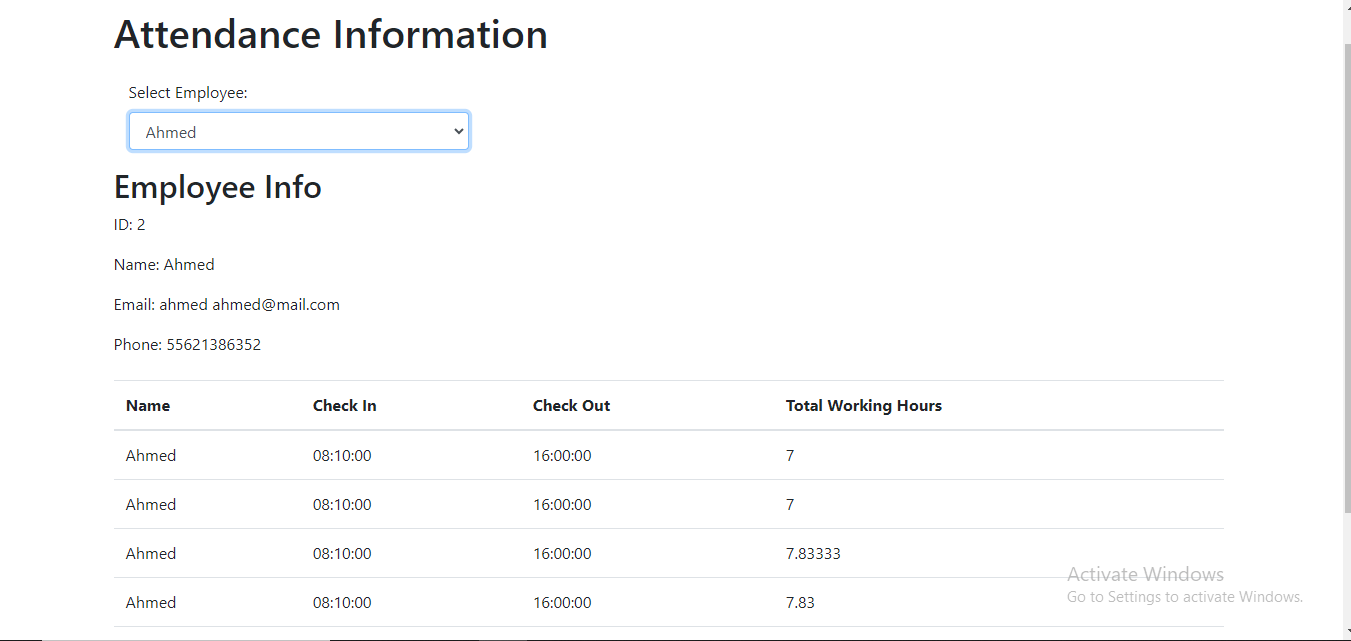 Attendance Information
Select Employee:
Ahmed
Employee Info
ID: 2
Name: Ahmed
Email: ahmed ahmed@mail.com
Phone: 55621386352
Name Check In Check Out Total Working Hours
Ahmed 08:10:00 16:00:00 7
Ahmed 08:10:00 16:00:00 7
Ahmed 08:10:00 16:00:00 7.83333
Ahmed 08:10:00 16:00:00 7.83
Activate Windows
Go to Settings to activate Windows.